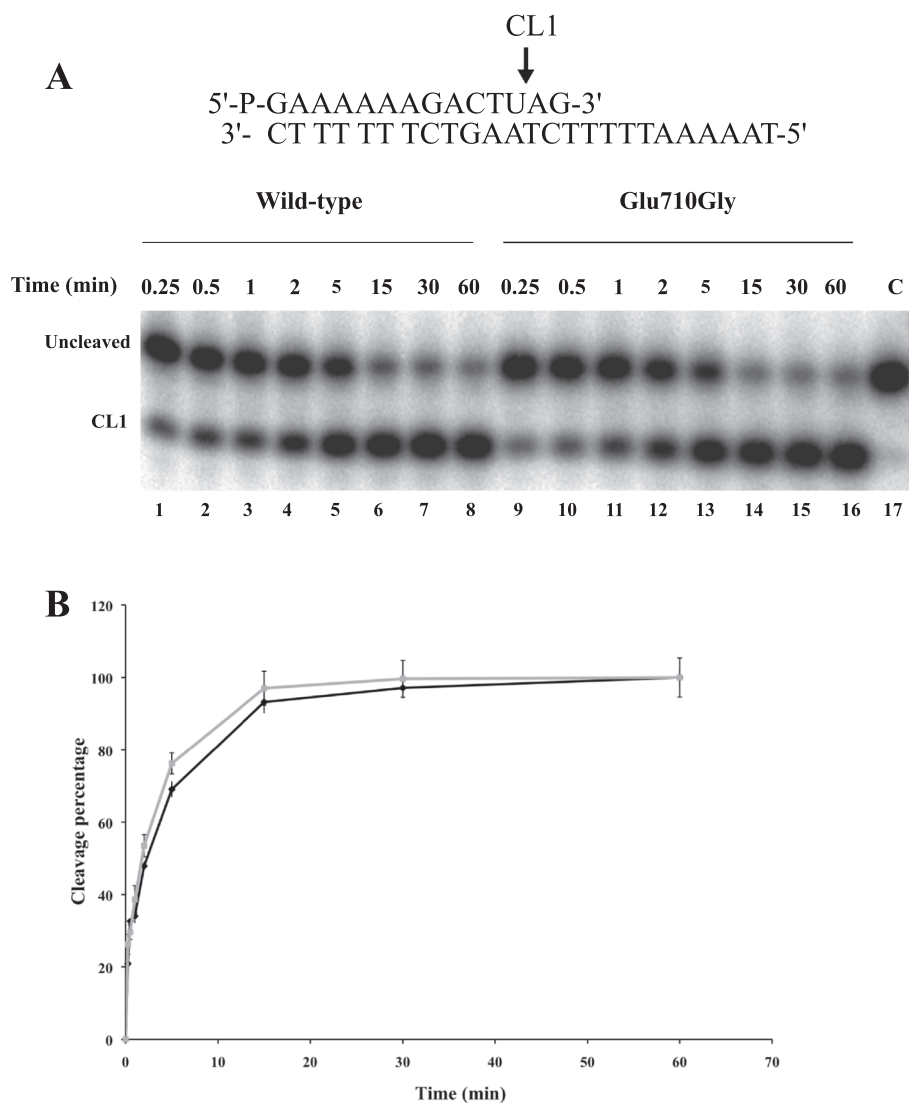 A
CL1
5'-P-GAAAAAAGACTUAG-3'
3'- CT TT TT TCTGAATCTTTTTAAAAAT-5'
Wild-type Glu710Gly
Time (min) 0.25 0.5 1 2 5 15 30 60 0.25 0.5 1 2 5 15 30 60 C
Uncleaved
CL1
1 2 3 4 5 6 7 8 9 10 11 12 13 14 15 16 17
B
Cleavage percentage
120
100
80
60
40
20
0
0 10 20 30 40 50 60 70
Time (min)